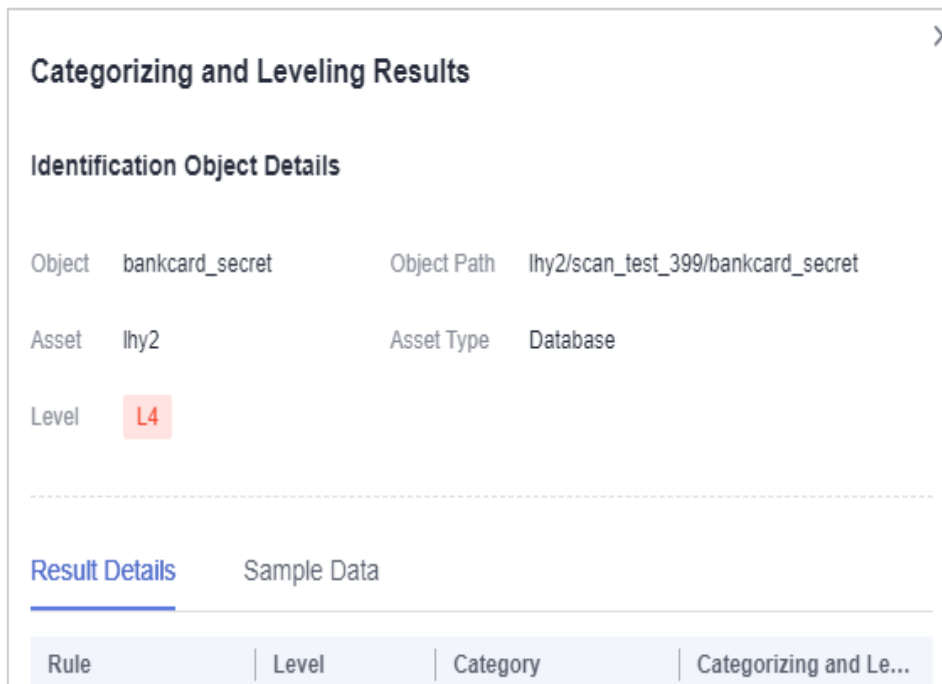 Categorizing and Leveling Results
Identification Object Details
Object bankcard_secret Object Path lhy2/scan_test_399/bankcard_secret
Asset lhy2 Asset Type Database
Level L4
Result Details Sample Data
Rule Level Category Categorizing and Le...